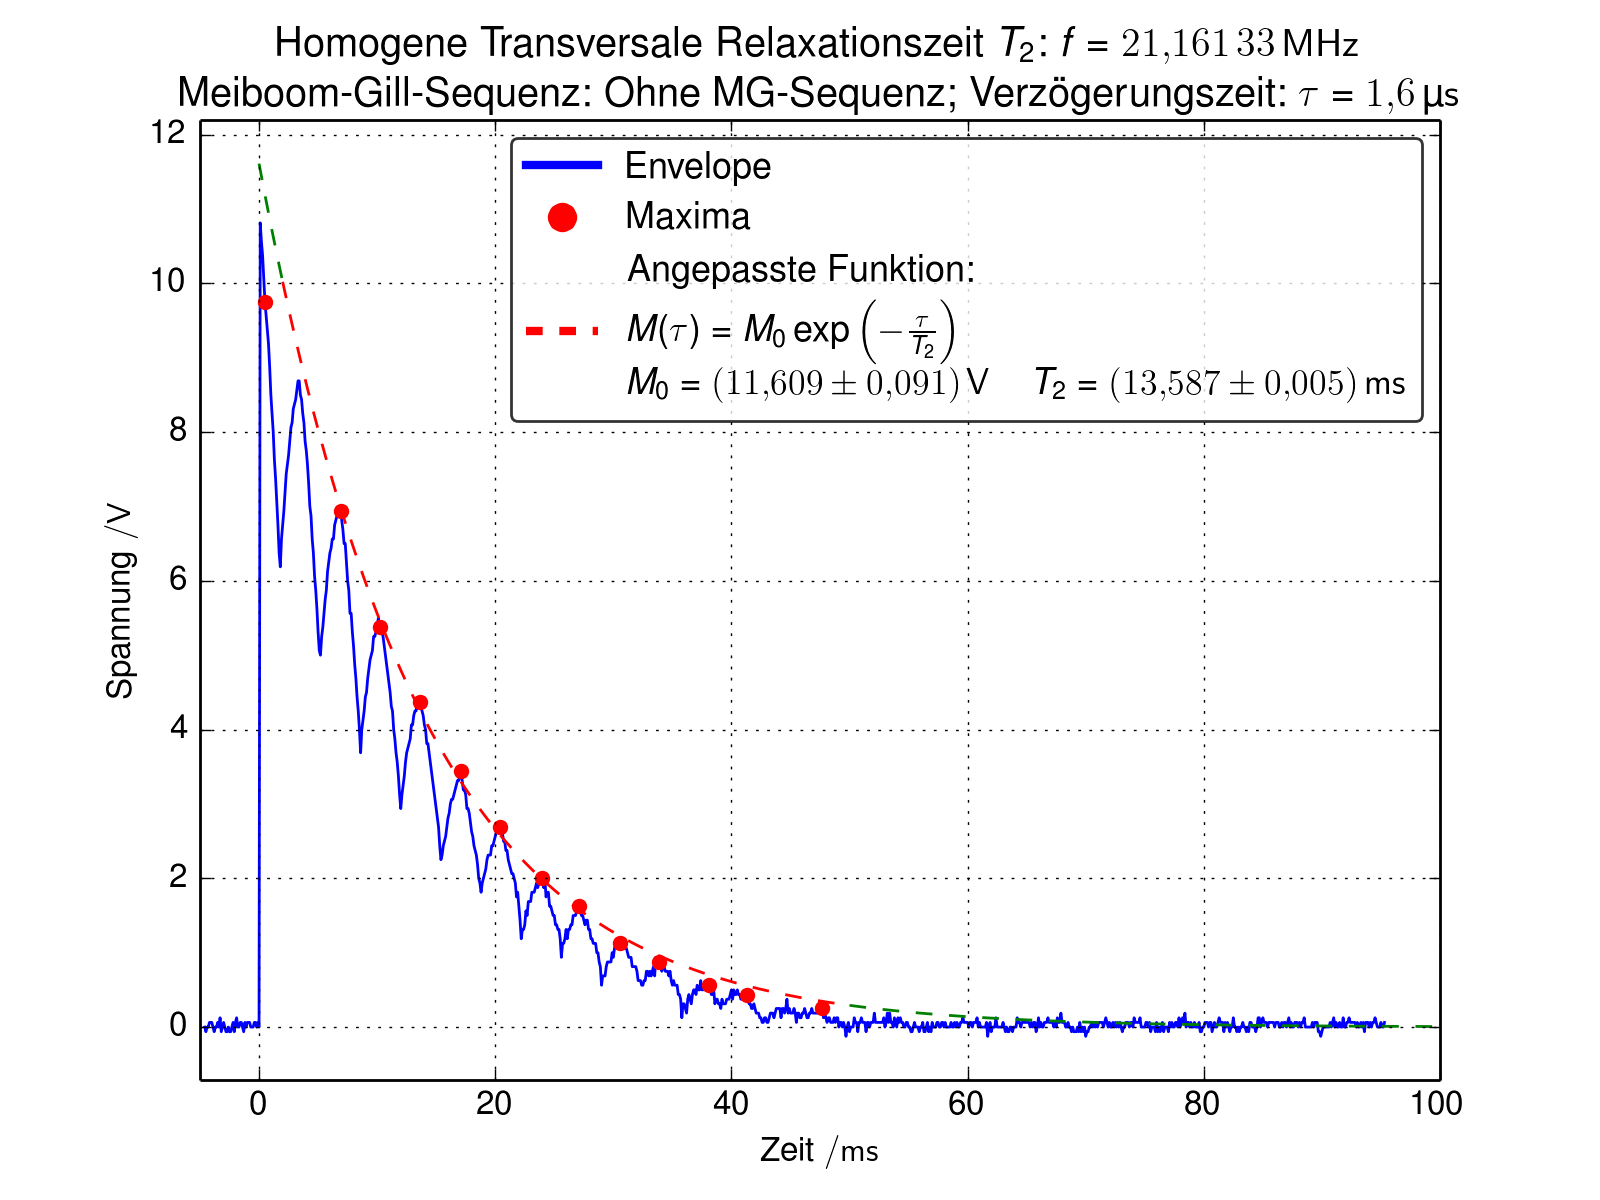 Homogene Transversale Relaxationszeit T₂: f = 21,161 33 MHz
Meiboom-Gill-Sequenz: Ohne MG-Sequenz; Verzögerungszeit: τ = 1,6 µs
12
10
8
6
4
2
0
Spannung /V
Envelope
Maxima
Angepasste Funktion:
M(τ) = M₀ exp(−τ/T₂)
M₀ = (11,609 ± 0,091) V T₂ = (13,587 ± 0,005) ms
0 20 40 60 80 100
Zeit /ms